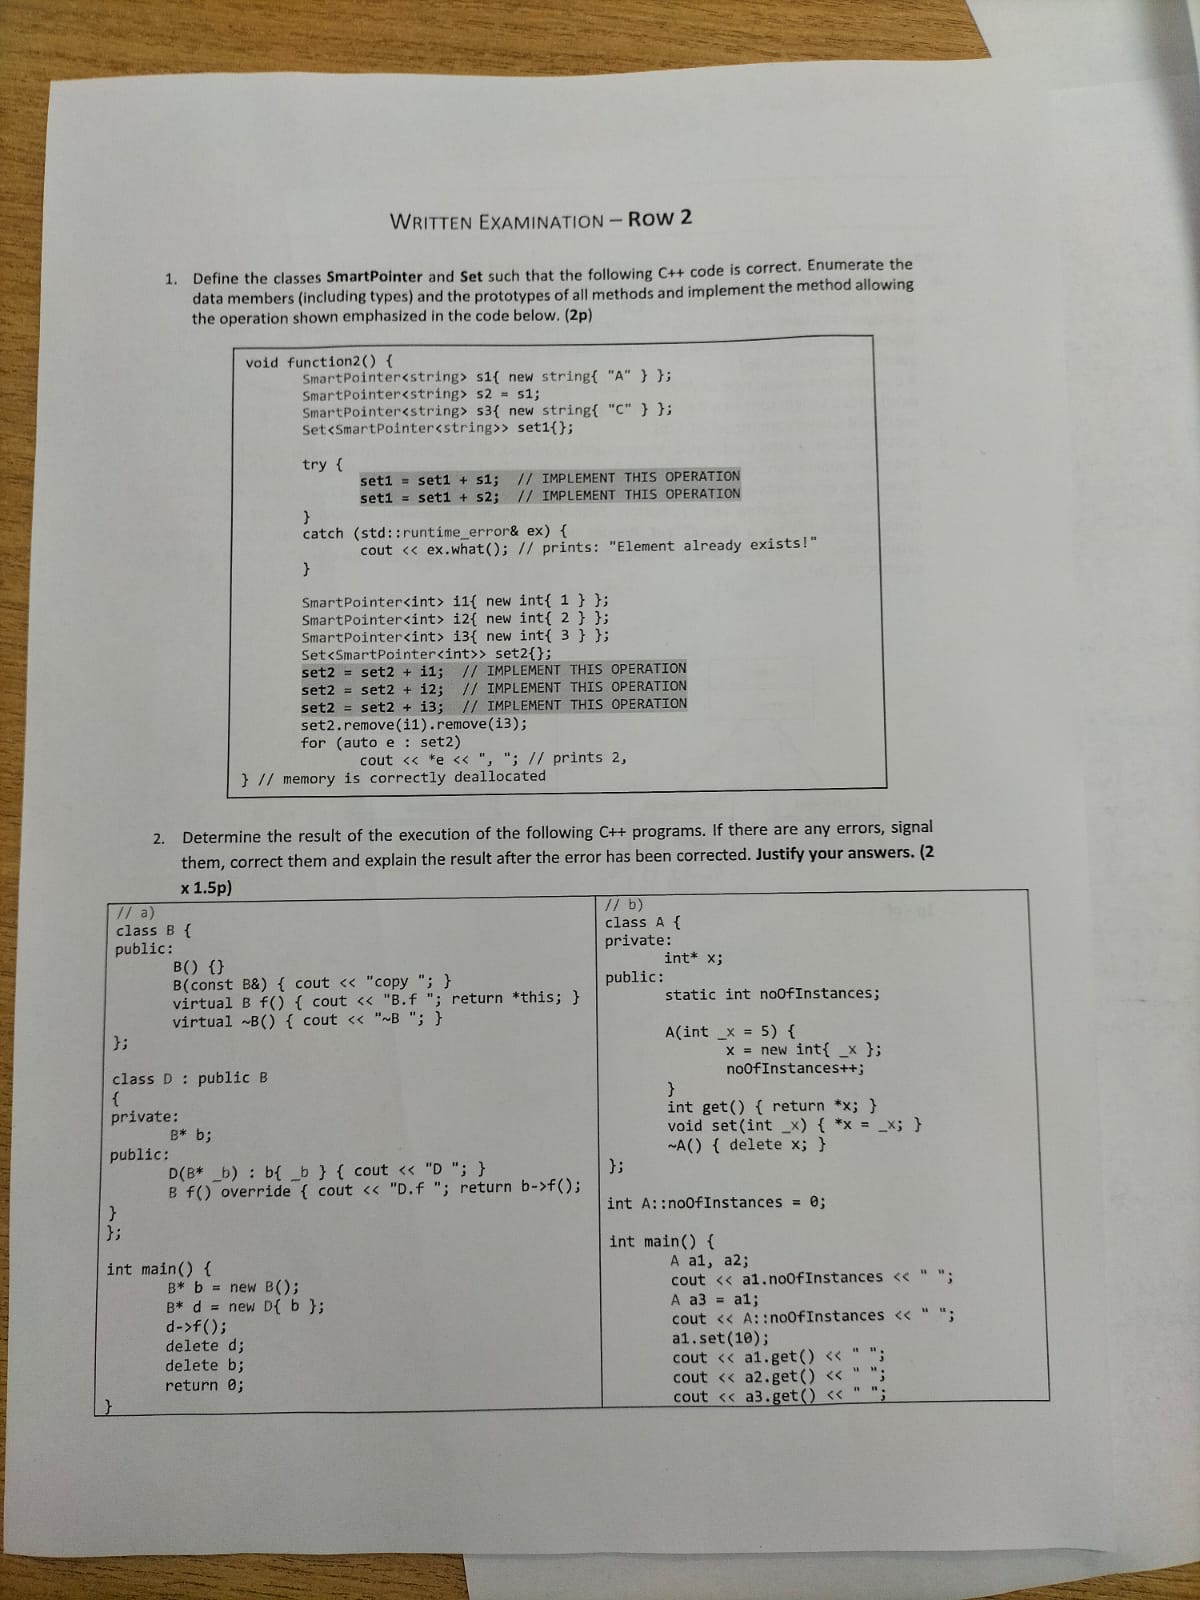 WRITTEN EXAMINATION – ROW 2
1. Define the classes SmartPointer and Set such that the following C++ code is correct. Enumerate the
data members (including types) and the prototypes of all methods and implement the method allowing
the operation shown emphasized in the code below. (2p)
void function2() {
SmartPointer<string> s1{ new string{ "A" } };
SmartPointer<string> s2 = s1;
SmartPointer<string> s3{ new string{ "C" } };
Set<SmartPointer<string>> set1{};
try {
set1 = set1 + s1; // IMPLEMENT THIS OPERATION
set1 = set1 + s2; // IMPLEMENT THIS OPERATION
}
catch (std::runtime_error& ex) {
cout << ex.what(); // prints: "Element already exists!"
}
SmartPointer<int> i1{ new int{ 1 } };
SmartPointer<int> i2{ new int{ 2 } };
SmartPointer<int> i3{ new int{ 3 } };
Set<SmartPointer<int>> set2{};
set2 = set2 + i1; // IMPLEMENT THIS OPERATION
set2 = set2 + i2; // IMPLEMENT THIS OPERATION
set2 = set2 + i3; // IMPLEMENT THIS OPERATION
set2.remove(i1).remove(i3);
for (auto e : set2)
cout << *e << ", "; // prints 2,
} // memory is correctly deallocated
2. Determine the result of the execution of the following C++ programs. If there are any errors, signal
them, correct them and explain the result after the error has been corrected. Justify your answers. (2
x 1.5p)
// a)
class B {
public:
B() {}
B(const B&) { cout << "copy "; }
virtual B f() { cout << "B.f "; return *this; }
virtual ~B() { cout << "~B "; }
};
class D : public B
{
private:
B* b;
public:
D(B* _b) : b{ _b } { cout << "D "; }
B f() override { cout << "D.f "; return b->f();
}
};
int main() {
B* b = new B();
B* d = new D{ b };
d->f();
delete d;
delete b;
return 0;
}
// b)
class A {
private:
int* x;
public:
static int noOfInstances;
A(int _x = 5) {
x = new int{ _x };
noOfInstances++;
}
int get() { return *x; }
void set(int _x) { *x = _x; }
~A() { delete x; }
};
int A::noOfInstances = 0;
int main() {
A a1, a2;
cout << a1.noOfInstances << " ";
A a3 = a1;
cout << A::noOfInstances << " ";
a1.set(10);
cout << a1.get() << " ";
cout << a2.get() << " ";
cout << a3.get() << " ";